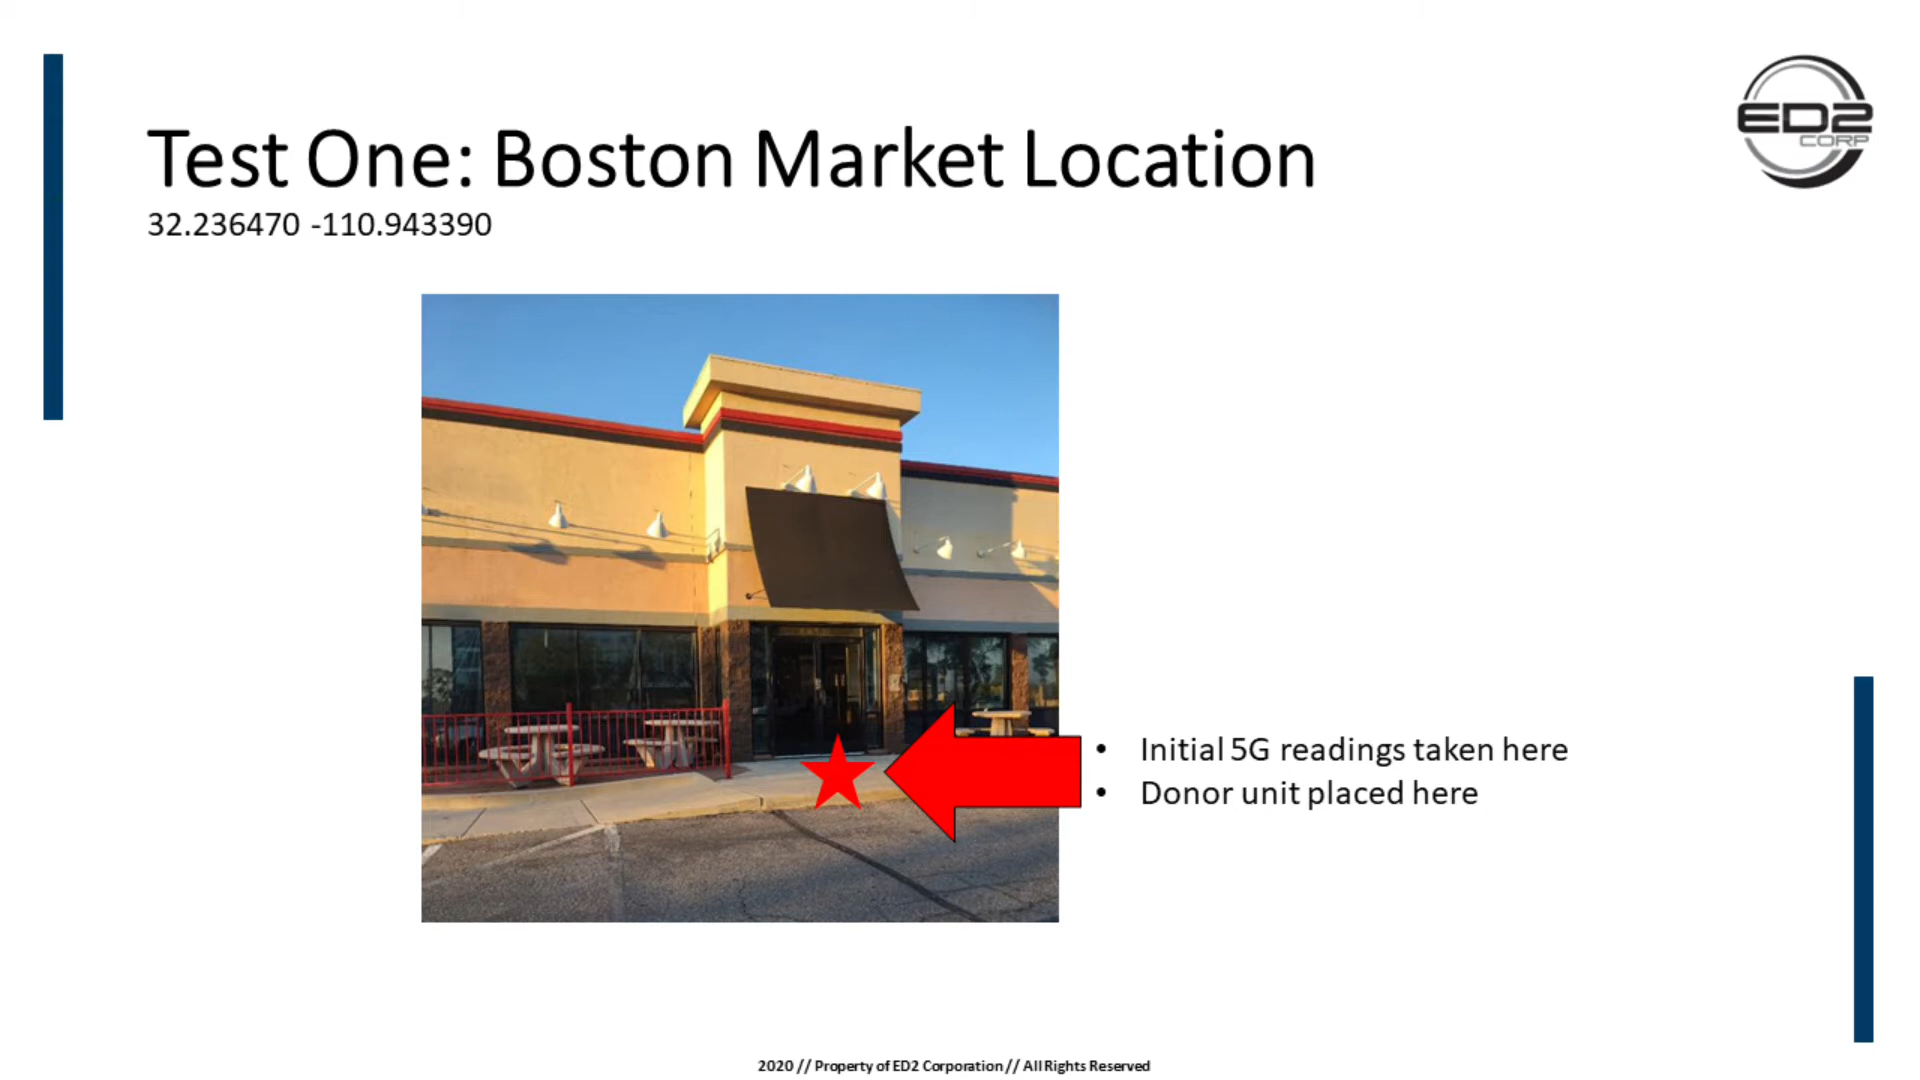 ED2
CORP
Test One: Boston Market Location
32.236470 -110.943390
• Initial 5G readings taken here
• Donor unit placed here
2020 // Property of ED2 Corporation // All Rights Reserved